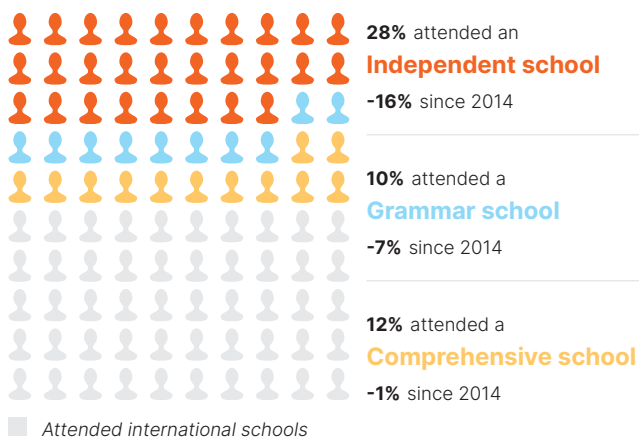 28% attended an
Independent school
-16% since 2014
10% attended a
Grammar school
-7% since 2014
12% attended a
Comprehensive school
-1% since 2014
Attended international schools